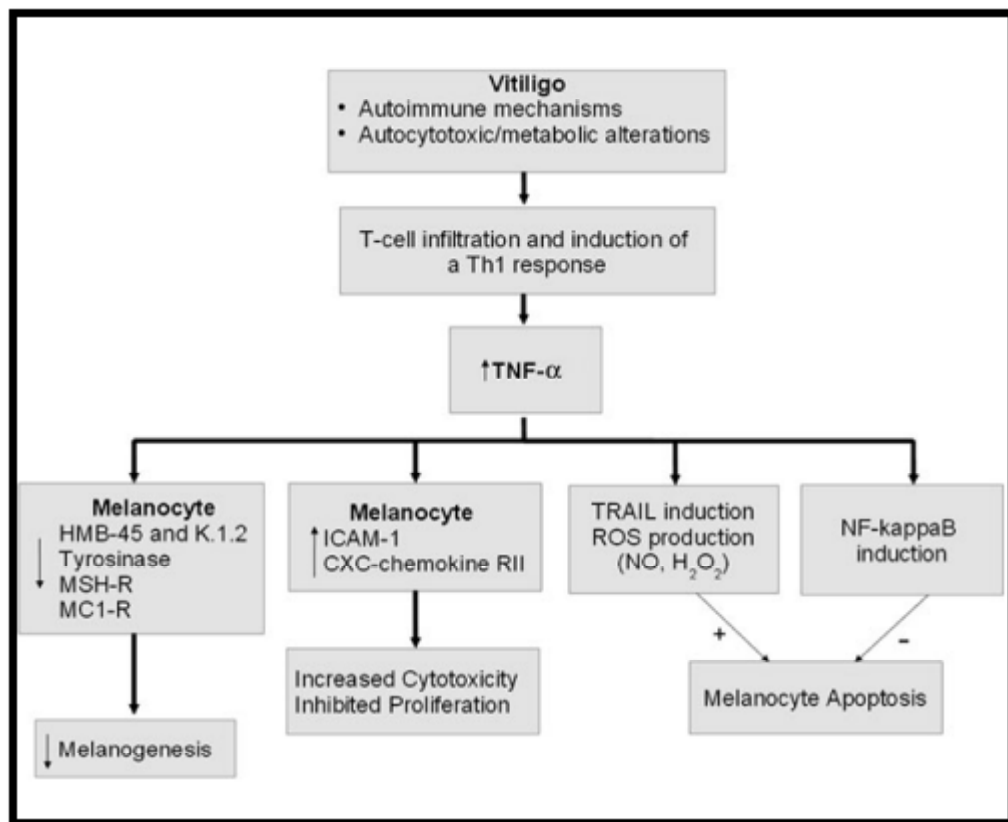 Vitiligo
• Autoimmune mechanisms
• Autocytotoxic/metabolic alterations
T-cell infiltration and induction of
a Th1 response
↑TNF-α
Melanocyte
↓ HMB-45 and K.1.2
Tyrosinase
MSH-R
MC1-R
Melanocyte
↑ ICAM-1
CXC-chemokine RII
TRAIL induction
ROS production
(NO, H₂O₂)
NF-kappaB
induction
+
−
Increased Cytotoxicity
Inhibited Proliferation
Melanocyte Apoptosis
↓ Melanogenesis